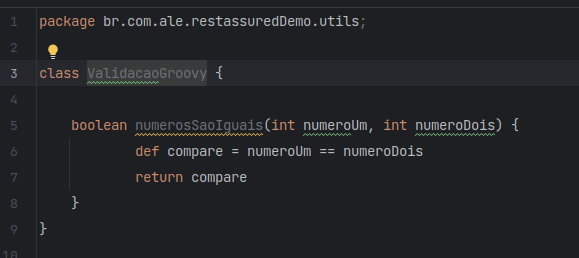 1 package br.com.ale.restassuredDemo.utils;
2
3 class ValidacaoGroovy {
4
5 boolean numerosSaoIguais(int numeroUm, int numeroDois) {
6 def compare = numeroUm == numeroDois
7 return compare
8 }
9 }
10